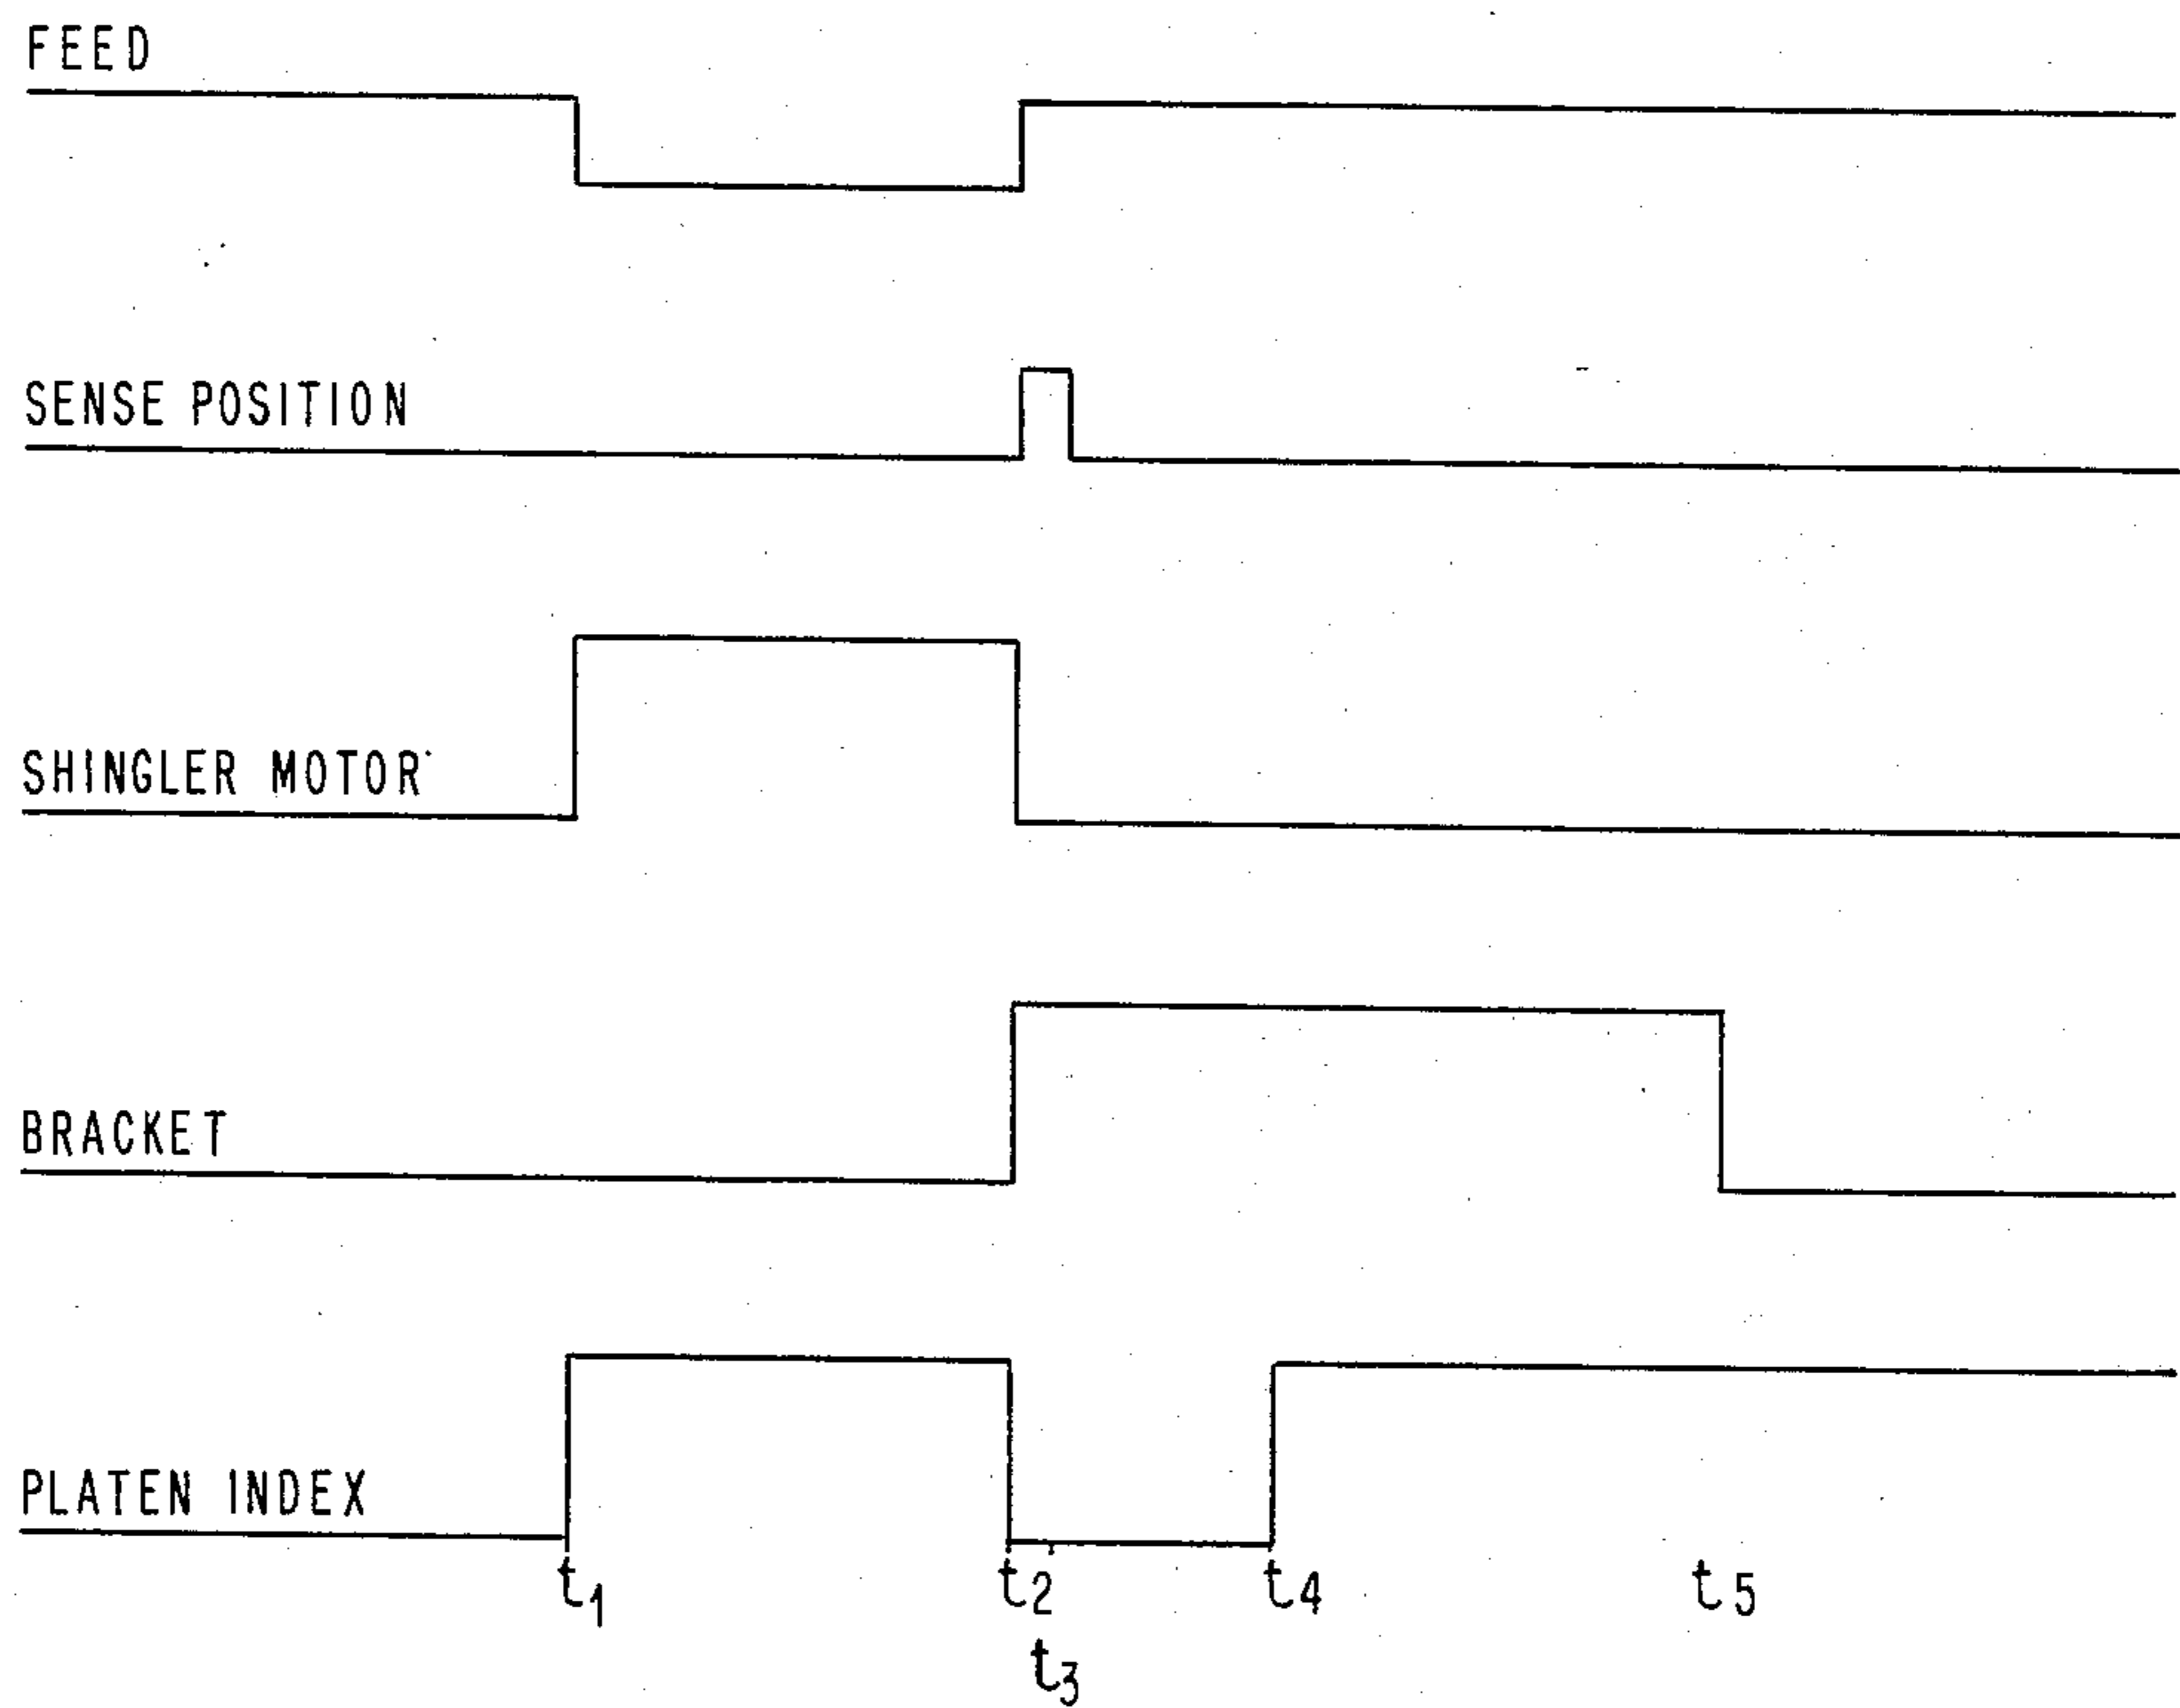 FEED
SENSE POSITION
SHINGLER MOTOR
BRACKET
PLATEN INDEX
t1 t2 t4 t5
t3